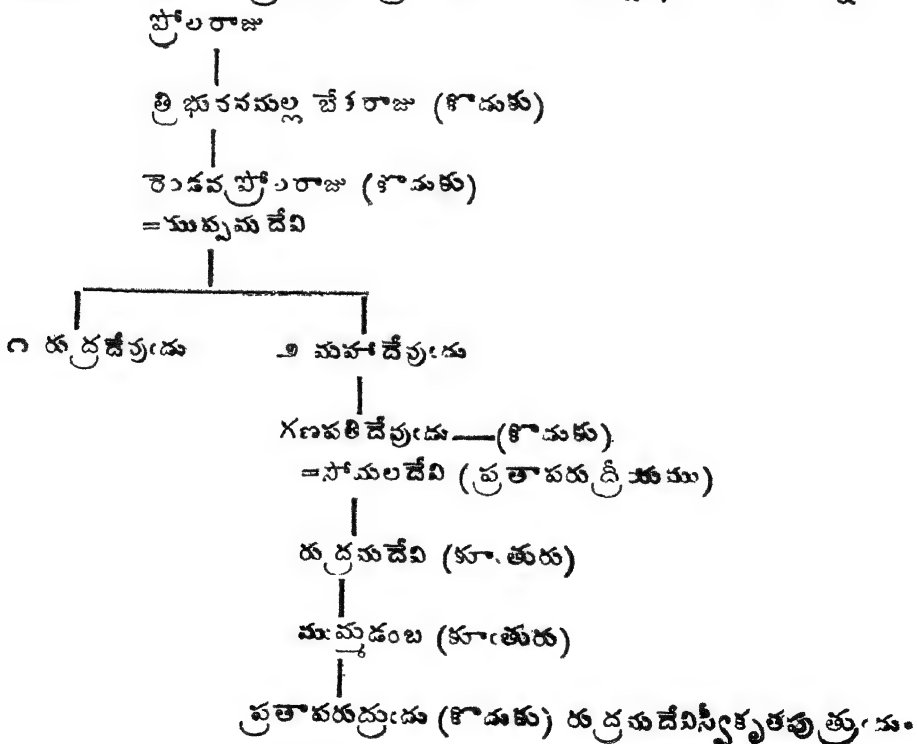 ప్రోలరాజు
త్రిభువనమల్ల బేతరాజు (కొడుకు)
రెండవ ప్రోలరాజు (కొడుకు)
=ముప్పమదేవి
౧ రుద్రదేవుఁడు ౨ మహాదేవుఁడు
గణపతిదేవుఁడు—(కొడుకు)
=సోమలదేవి (ప్రతాపరుద్రీయము)
రుద్రమదేవి (కూఁతురు)
ముమ్మడంబ (కూఁతురు)
ప్రతాపరుద్రుఁడు (కొడుకు) రుద్రమదేవిస్వీకృతపుత్రుఁడు.